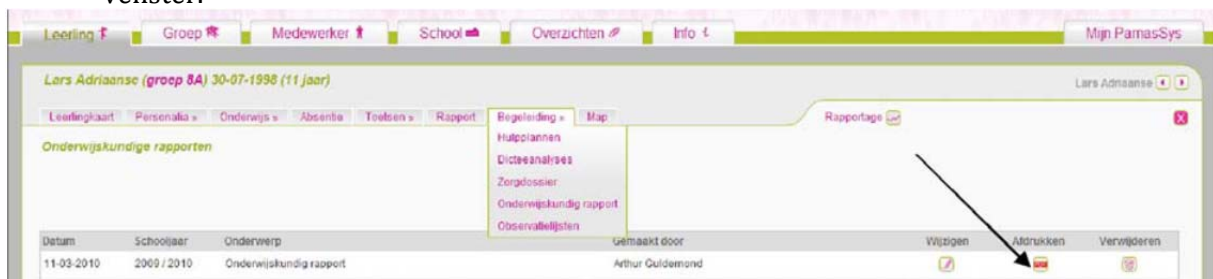 venster.
Leerling Groep Medewerker School Overzichten Info Mijn ParnasSys
Lars Adriaanse (groep 8A) 30-07-1998 (11 jaar) Lars Adriaanse
Leerlingkaart Personalia » Onderwijs » Absentie Toetsen » Rapport Begeleiding » Map Rapportage
Hulpplannen
Onderwijskundige rapporten
Dicteeanalyses
Zorgdossier
Onderwijskundig rapport
Observatielijsten
Datum Schooljaar Onderwerp Gemaakt door Wijzigen Afdrukken Verwijderen
11-03-2010 2009 / 2010 Onderwijskundig rapport Arthur Guldemond